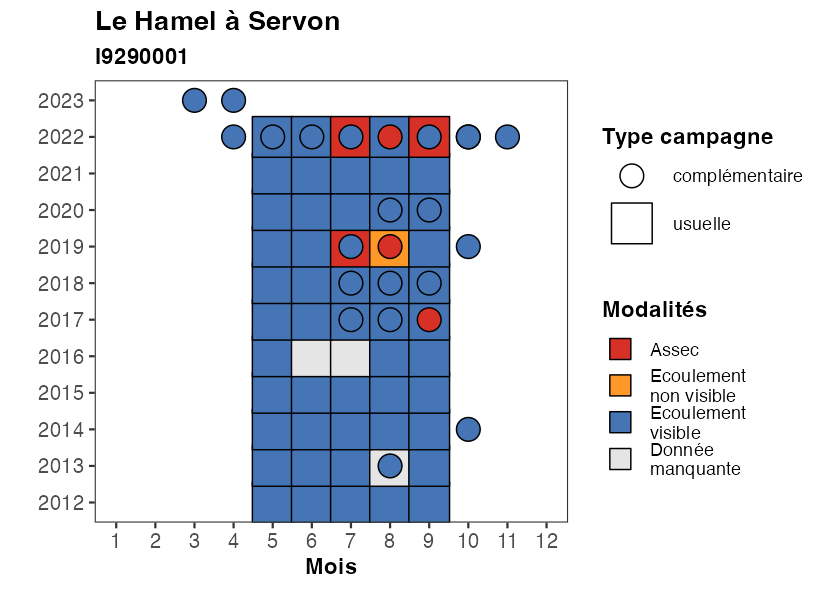 Le Hamel à Servon
I9290001
2023
2022
2021
2020
2019
2018
2017
2016
2015
2014
2013
2012
1 2 3 4 5 6 7 8 9 10 11 12
Mois
Type campagne
complémentaire
usuelle
Modalités
Assec
Ecoulement
non visible
Ecoulement
visible
Donnée
manquante